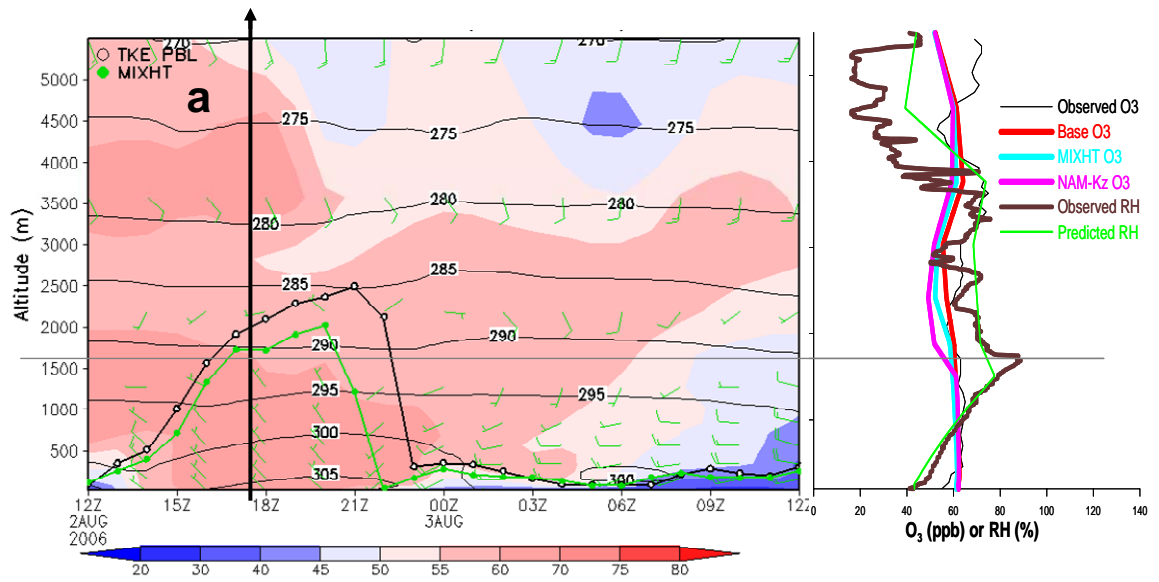 270
270
TKE PBL
MIXHT
a
5000
4500
4000
3500
3000
2500
2000
1500
1000
500
Altitude (m)
275
275
275
280
280
280
285
285
290
290
295
295
300
300
305
12Z
15Z
18Z
21Z
00Z
03Z
06Z
09Z
12Z
2AUG
3AUG
2006
20
30
40
45
50
55
60
70
75
80
Observed O3
Base O3
MIXHT O3
NAM-Kz O3
Observed RH
Predicted RH
0
20
40
60
80
100
120
140
O3 (ppb) or RH (%)